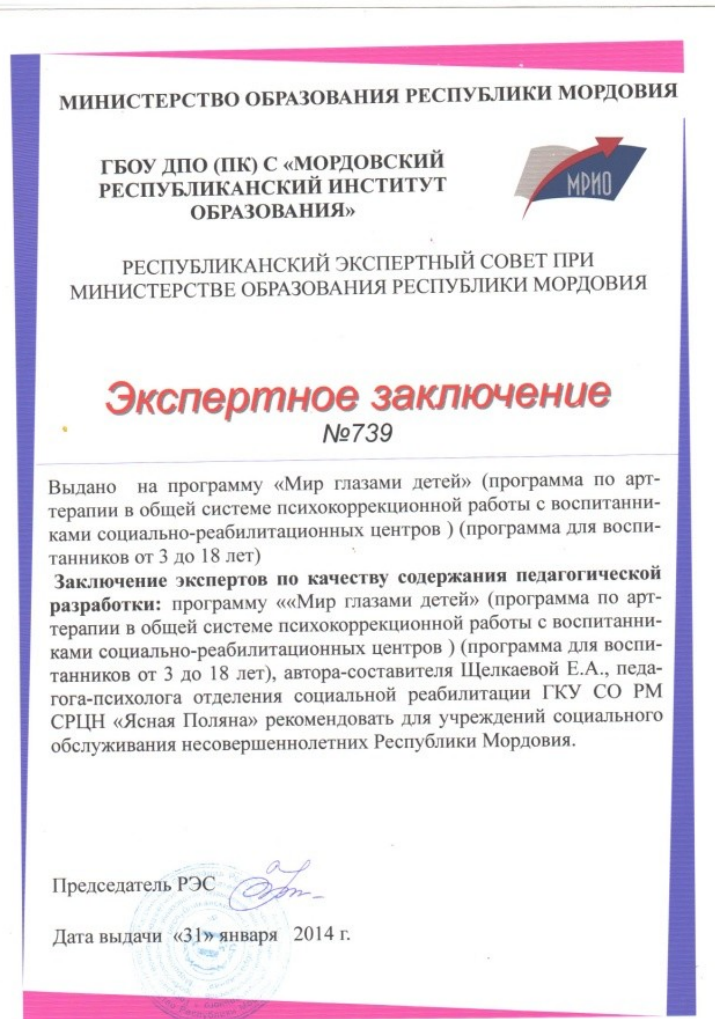 МИНИСТЕРСТВО ОБРАЗОВАНИЯ РЕСПУБЛИКИ МОРДОВИЯ
ГБОУ ДПО (ПК) С «МОРДОВСКИЙ
РЕСПУБЛИКАНСКИЙ ИНСТИТУТ
ОБРАЗОВАНИЯ»
МРИО
РЕСПУБЛИКАНСКИЙ ЭКСПЕРТНЫЙ СОВЕТ ПРИ
МИНИСТЕРСТВЕ ОБРАЗОВАНИЯ РЕСПУБЛИКИ МОРДОВИЯ
Экспертное заключение
№739
Выдано на программу «Мир глазами детей» (программа по арт-
терапии в общей системе психокоррекционной работы с воспитанни-
ками социально-реабилитационных центров ) (программа для воспи-
танников от 3 до 18 лет)
Заключение экспертов по качеству содержания педагогической
разработки: программу ««Мир глазами детей» (программа по арт-
терапии в общей системе психокоррекционной работы с воспитанни-
ками социально-реабилитационных центров ) (программа для воспи-
танников от 3 до 18 лет), автора-составителя Щелкаевой Е.А., педа-
гога-психолога отделения социальной реабилитации ГКУ СО РМ
СРЦН «Ясная Поляна» рекомендовать для учреждений социального
обслуживания несовершеннолетних Республики Мордовия.
Председатель РЭС
Дата выдачи «31» января 2014 г.